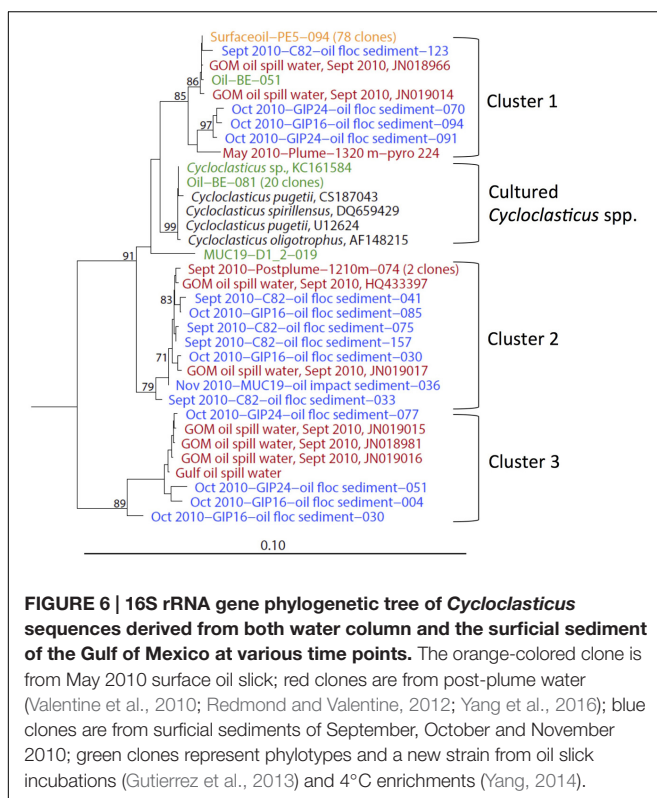 Surfaceoil−PE5−094 (78 clones)
Sept 2010−C82−oil floc sediment−123
GOM oil spill water, Sept 2010, JN018966
86
Oil−BE−051
85
GOM oil spill water, Sept 2010, JN019014
Cluster 1
Oct 2010−GIP24−oil floc sediment−070
97
Oct 2010−GIP16−oil floc sediment−094
Oct 2010−GIP24−oil floc sediment−091
May 2010−Plume−1320 m−pyro 224
Cycloclasticus sp., KC161584
Oil−BE−081 (20 clones)
Cycloclasticus pugetii, CS187043
Cultured
Cycloclasticus spp.
Cycloclasticus spirillensus, DQ659429
Cycloclasticus pugetii, U12624
99
Cycloclasticus oligotrophus, AF148215
91
MUC19−D1_2−019
Sept 2010−Postplume−1210m−074 (2 clones)
GOM oil spill water, Sept 2010, HQ433397
83
Sept 2010−C82−oil floc sediment−041
Oct 2010−GIP16−oil floc sediment−085
Sept 2010−C82−oil floc sediment−075
Cluster 2
Sept 2010−C82−oil floc sediment−157
71
Oct 2010−GIP16−oil floc sediment−030
GOM oil spill water, Sept 2010, JN019017
79
Nov 2010−MUC19−oil impact sediment−036
Sept 2010−C82−oil floc sediment−033
Oct 2010−GIP24−oil floc sediment−077
GOM oil spill water, Sept 2010, JN019015
GOM oil spill water, Sept 2010, JN018981
Cluster 3
GOM oil spill water, Sept 2010, JN019016
Gulf oil spill water
Oct 2010−GIP24−oil floc sediment−051
89
Oct 2010−GIP16−oil floc sediment−004
Oct 2010−GIP16−oil floc sediment−030
0.10
FIGURE 6 | 16S rRNA gene phylogenetic tree of Cycloclasticus
sequences derived from both water column and the surficial sediment
of the Gulf of Mexico at various time points. The orange-colored clone is
from May 2010 surface oil slick; red clones are from post-plume water
(Valentine et al., 2010; Redmond and Valentine, 2012; Yang et al., 2016); blue
clones are from surficial sediments of September, October and November
2010; green clones represent phylotypes and a new strain from oil slick
incubations (Gutierrez et al., 2013) and 4°C enrichments (Yang, 2014).